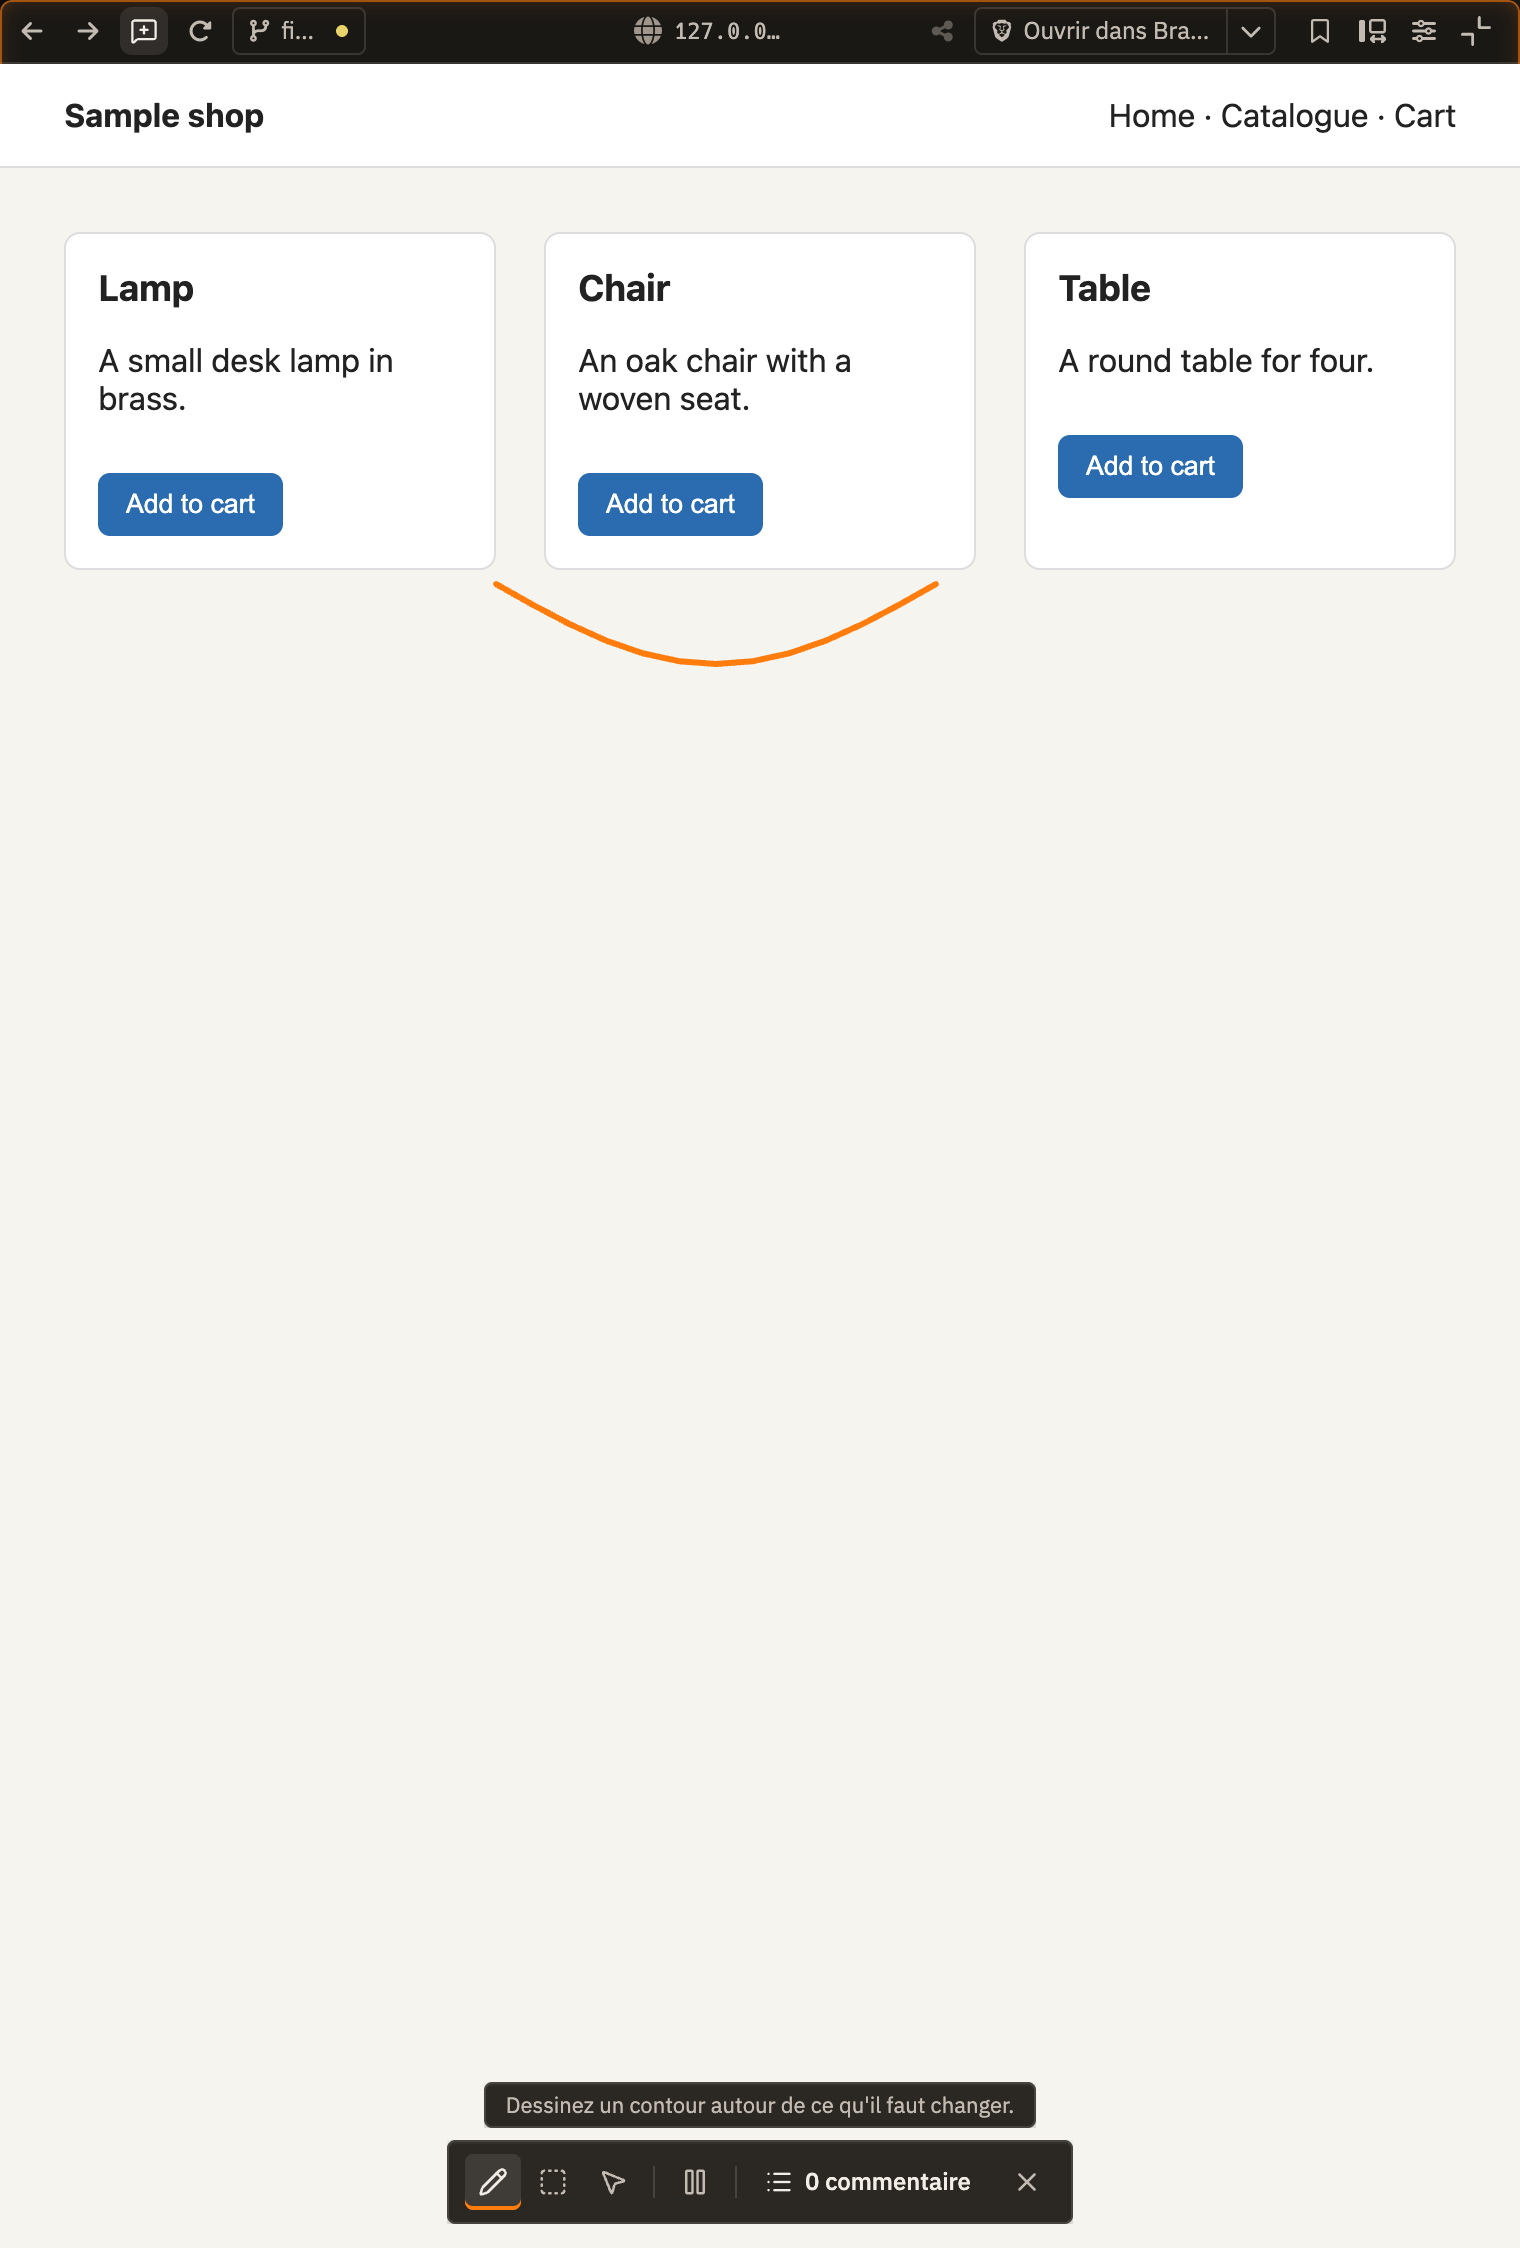 fi...
127.0.0...
Ouvrir dans Bra...
Sample shop
Home · Catalogue · Cart
Lamp
A small desk lamp in
brass.
Add to cart
Chair
An oak chair with a
woven seat.
Add to cart
Table
A round table for four.
Add to cart
Dessinez un contour autour de ce qu'il faut changer.
0 commentaire